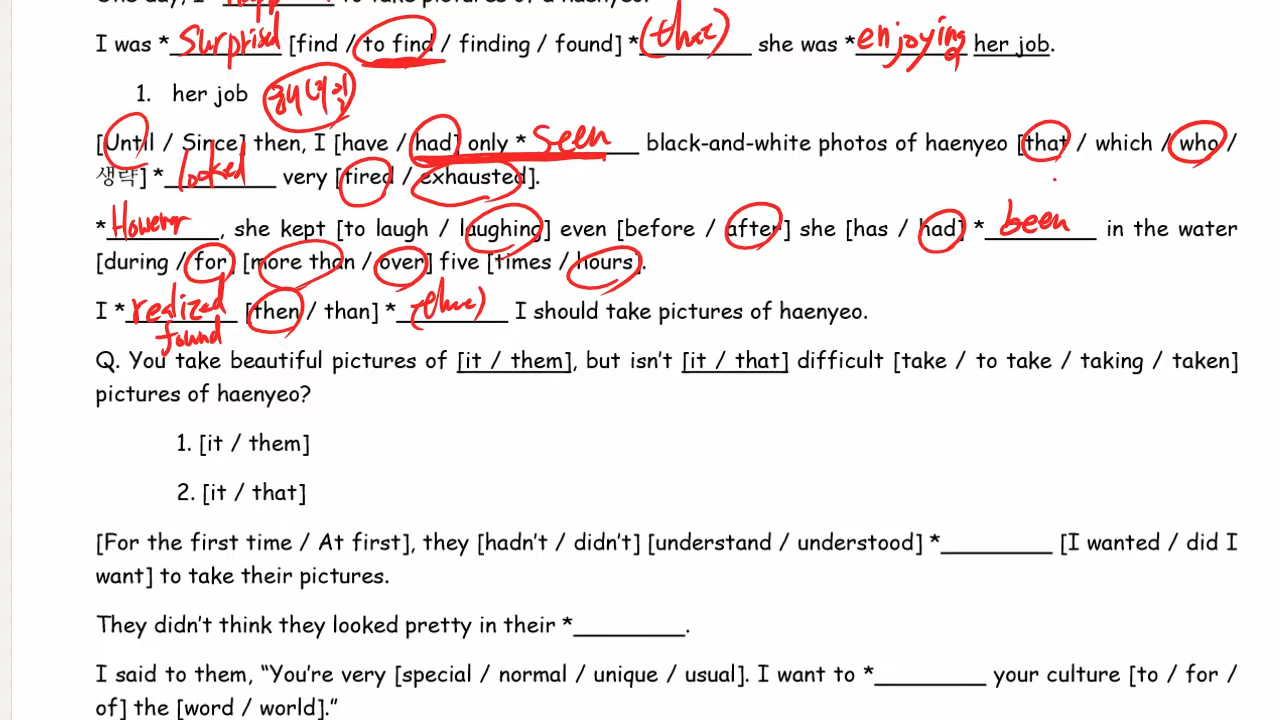 I was * surprised [find / to find / finding / found] * (that) she was * enjoying her job.
1. her job
[Until / Since] then, I [have / had] only * seen black-and-white photos of haenyeo [that / which / who /
생략] * looked very [tired / exhausted].
* However, she kept [to laugh / laughing] even [before / after] she [has / had] * been in the water
[during / for] [more than / over] five [times / hours].
I * realized [then / than] * (that) I should take pictures of haenyeo.
found
Q. You take beautiful pictures of [it / them], but isn't [it / that] difficult [take / to take / taking / taken]
pictures of haenyeo?
1. [it / them]
2. [it / that]
[For the first time / At first], they [hadn't / didn't] [understand / understood] *_________ [I wanted / did I
want] to take their pictures.
They didn't think they looked pretty in their *_________.
I said to them, “You're very [special / normal / unique / usual]. I want to *_________ your culture [to / for /
of] the [word / world].”